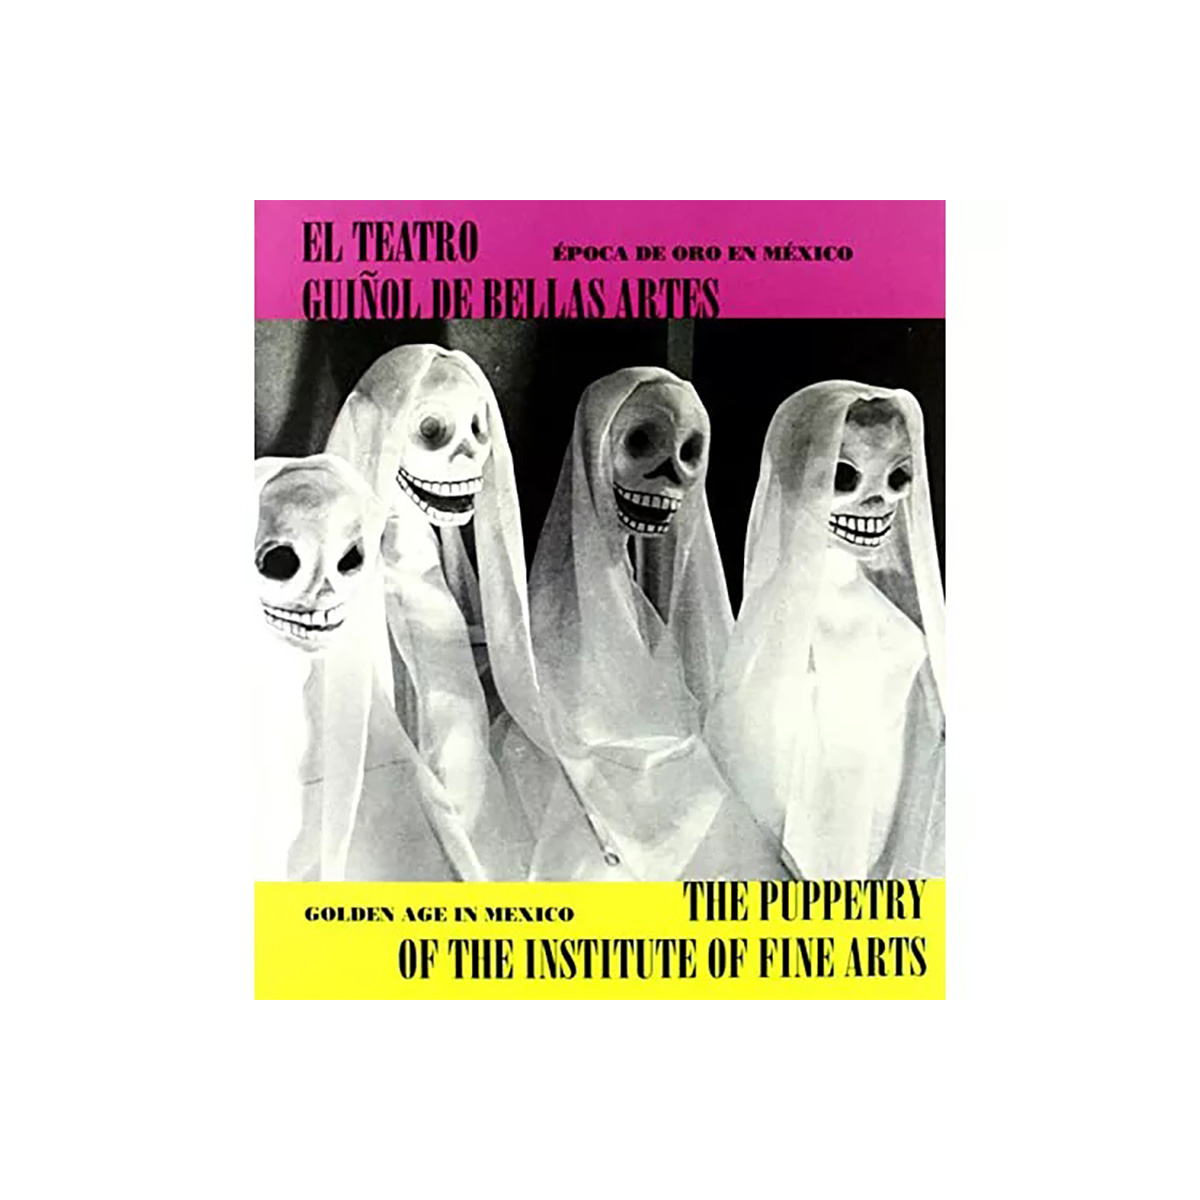 EL TEATRO
ÉPOCA DE ORO EN MÉXICO
GUIÑOL DE BELLAS ARTES
GOLDEN AGE IN MEXICO
THE PUPPETRY
OF THE INSTITUTE OF FINE ARTS